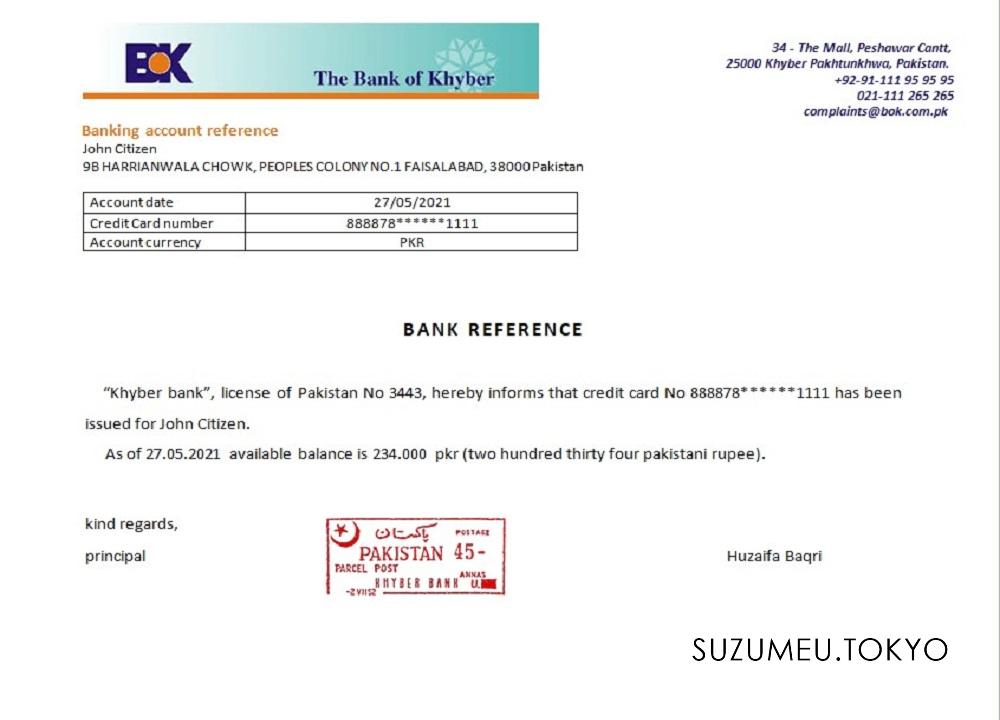 BOK
The Bank of Khyber
34 - The Mall, Peshawar Cantt,
25000 Khyber Pakhtunkhwa, Pakistan.
+92-91-111 95 95 95
021-111 265 265
complaints@bok.com.pk
Banking account reference
John Citizen
9B HARRIANWALA CHOWK, PEOPLES COLONY NO.1 FAISALABAD, 38000 Pakistan
Account date 27/05/2021
Credit Card number 888878******1111
Account currency PKR
BANK REFERENCE
“Khyber bank”, license of Pakistan No 3443, hereby informs that credit card No 888878******1111 has been
issued for John Citizen.
As of 27.05.2021 available balance is 234.000 pkr (two hundred thirty four pakistani rupee).
kind regards,
principal
پاکستان POSTAGE
PAKISTAN 45-
PARCEL POST
ANNAS
KHYBER BANK
-2 VII 52
Huzaifa Baqri
SUZUMEU.TOKYO